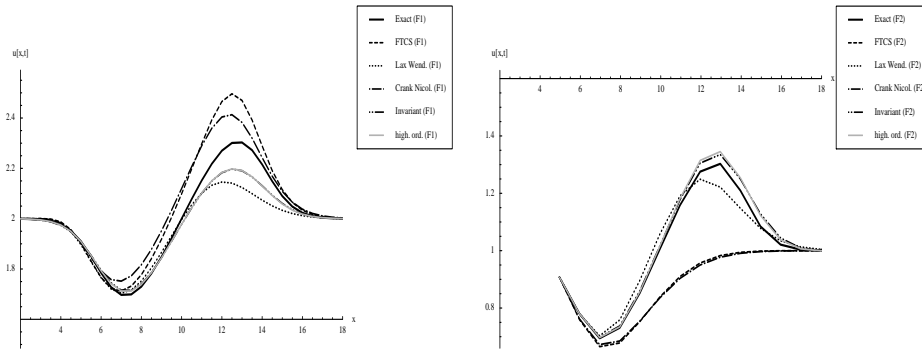 Exact (F1)
FTCS (F1)
Lax Wend. (F1)
Crank Nicol. (F1)
Invariant (F1)
high. ord. (F1)
u[x,t]
2.4
2.2
2
1.8
4
6
8
10
12
14
16
18
x
Exact (F2)
FTCS (F2)
Lax Wend. (F2)
Crank Nicol. (F2)
Invariant (F2)
high. ord. (F2)
u[x,t]
x
4
6
8
10
12
14
16
18
1.4
1.2
1
0.8